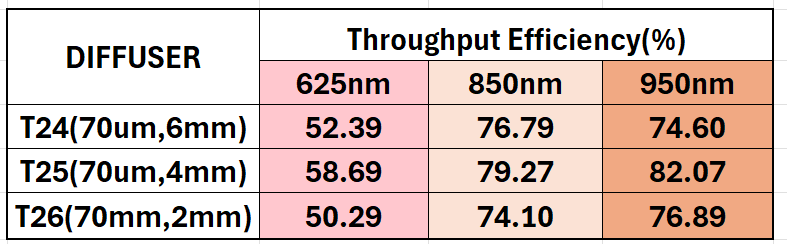 DIFFUSER
Throughput Efficiency(%)
625nm 850nm 950nm
T24(70um,6mm) 52.39 76.79 74.60
T25(70um,4mm) 58.69 79.27 82.07
T26(70mm,2mm) 50.29 74.10 76.89